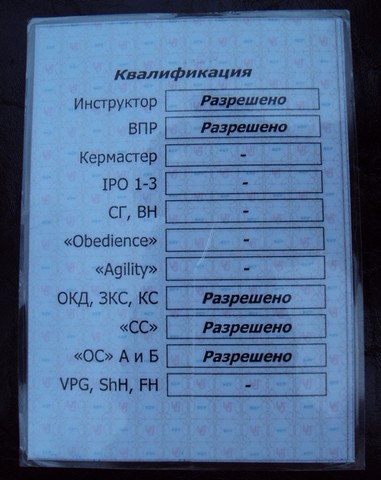 Квалификация
Инструктор Разрешено
ВПР Разрешено
Кермастер -
IPO 1-3 -
СГ, ВН -
«Obedience» -
«Agility» -
ОКД, ЗКС, КС Разрешено
«СС» Разрешено
«ОС» А и Б Разрешено
VPG, ShH, FH -